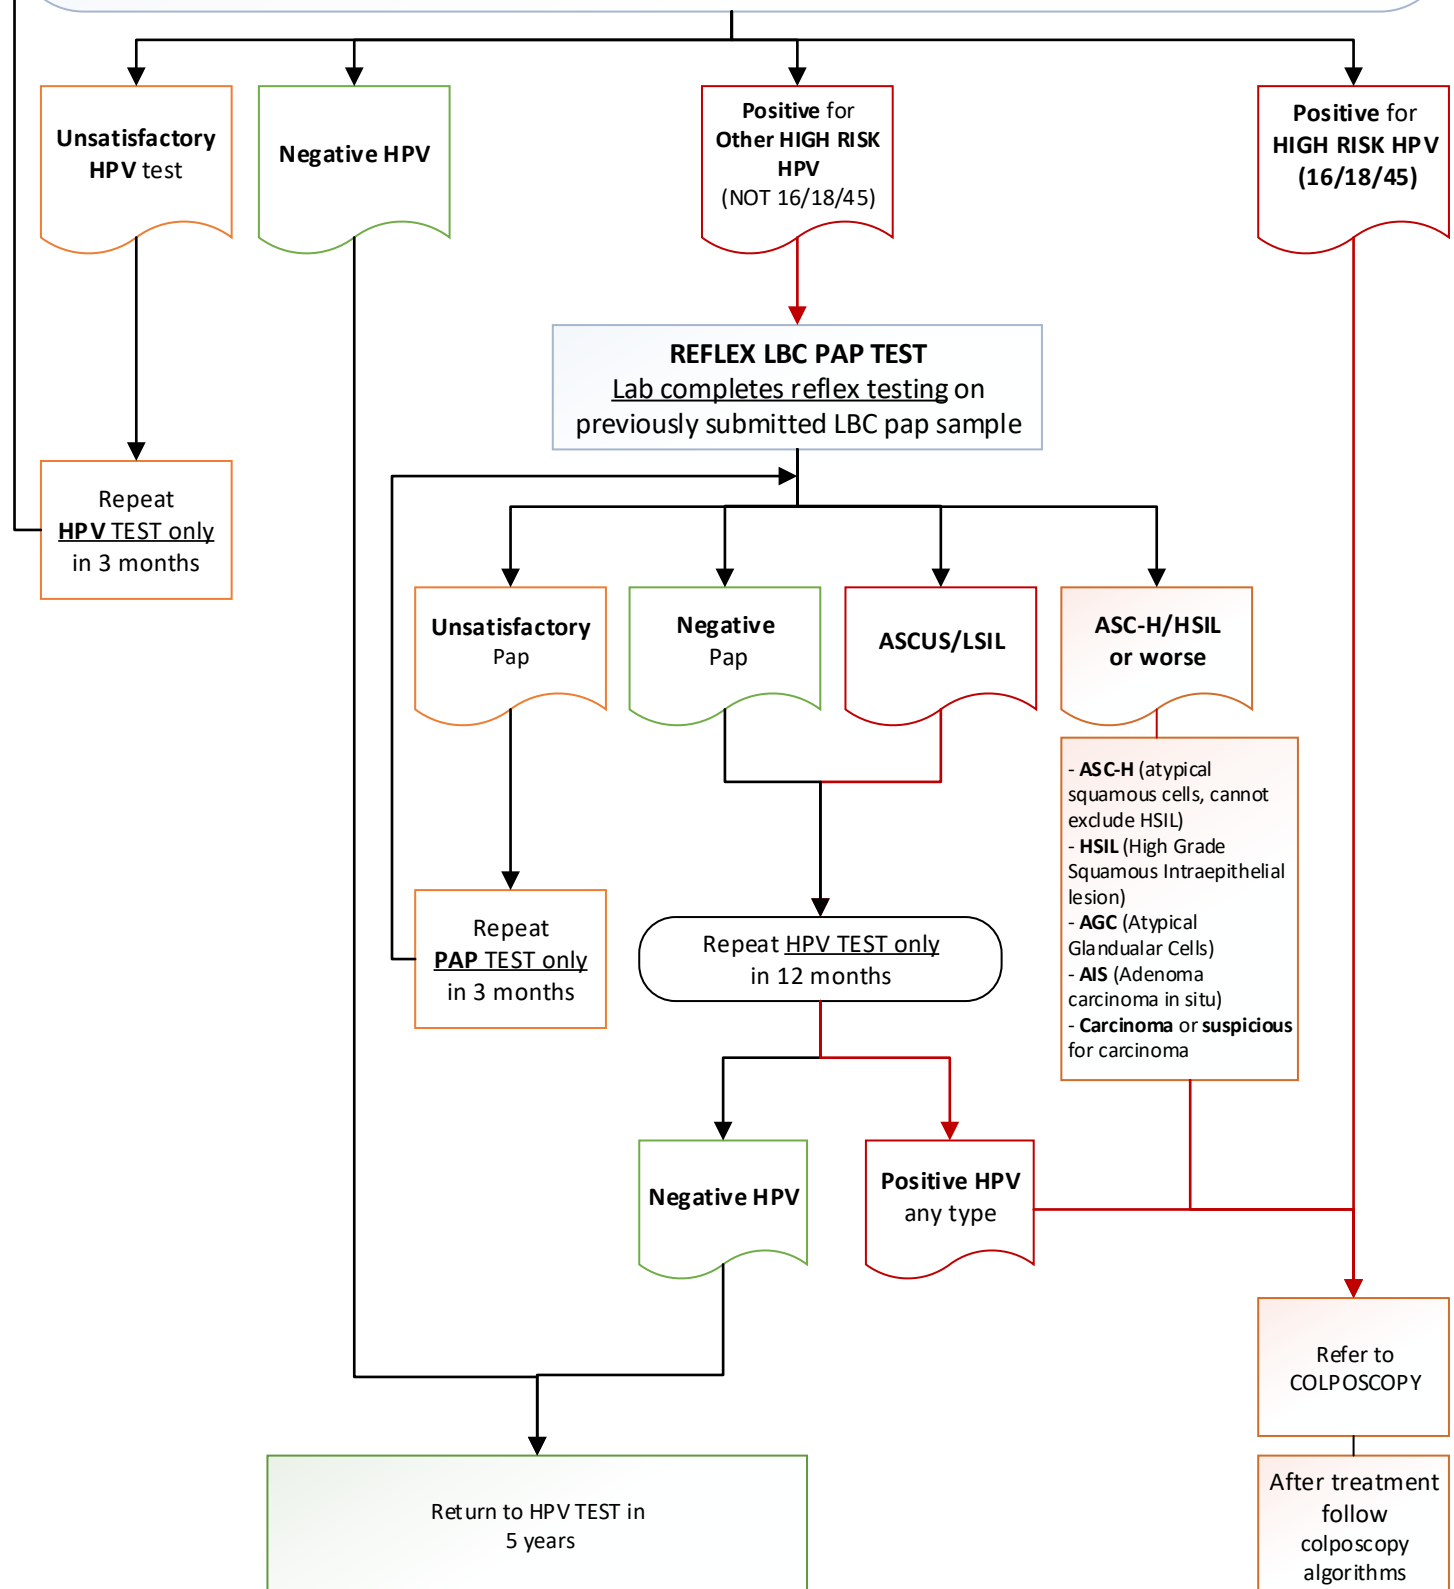 Unsatisfactory
HPV test
Negative HPV
Positive for
Other HIGH RISK
HPV
(NOT 16/18/45)
Positive for
HIGH RISK HPV
(16/18/45)
REFLEX LBC PAP TEST
Lab completes reflex testing on
previously submitted LBC pap sample
Repeat
HPV TEST only
in 3 months
Unsatisfactory
Pap
Negative
Pap
ASCUS/LSIL
ASC-H/HSIL
or worse
- ASC-H (atypical
squamous cells, cannot
exclude HSIL)
- HSIL (High Grade
Squamous Intraepithelial
lesion)
- AGC (Atypical
Glandualar Cells)
- AIS (Adenoma
carcinoma in situ)
- Carcinoma or suspicious
for carcinoma
Repeat
PAP TEST only
in 3 months
Repeat HPV TEST only
in 12 months
Negative HPV
Positive HPV
any type
Refer to
COLPOSCOPY
Return to HPV TEST in
5 years
After treatment
follow
colposcopy
algorithms